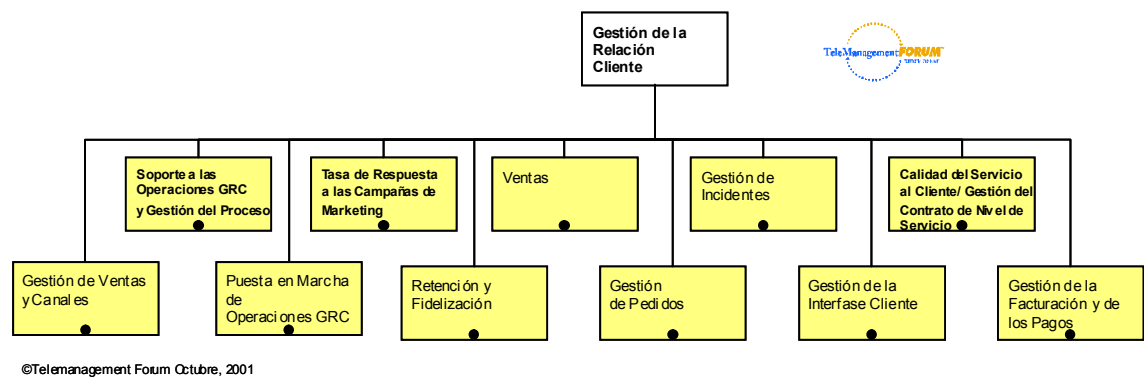 Gestión de la
Relación
Cliente
TeleManagement FORUM
Soporte a las
Operaciones GRC
y Gestión del Proceso
Tasa de Respuesta
a las Campañas de
Marketing
Ventas
Gestión de
Incidentes
Calidad del Servicio
al Cliente/ Gestión del
Contrato de Nivel de
Servicio
Gestión de Ventas
y Canales
Puesta en Marcha
de
Operaciones GRC
Retención y
Fidelización
Gestión
de Pedidos
Gestión de la
Interfase Cliente
Gestión de la
Facturación y de
los Pagos
©Telemanagement Forum Octubre, 2001